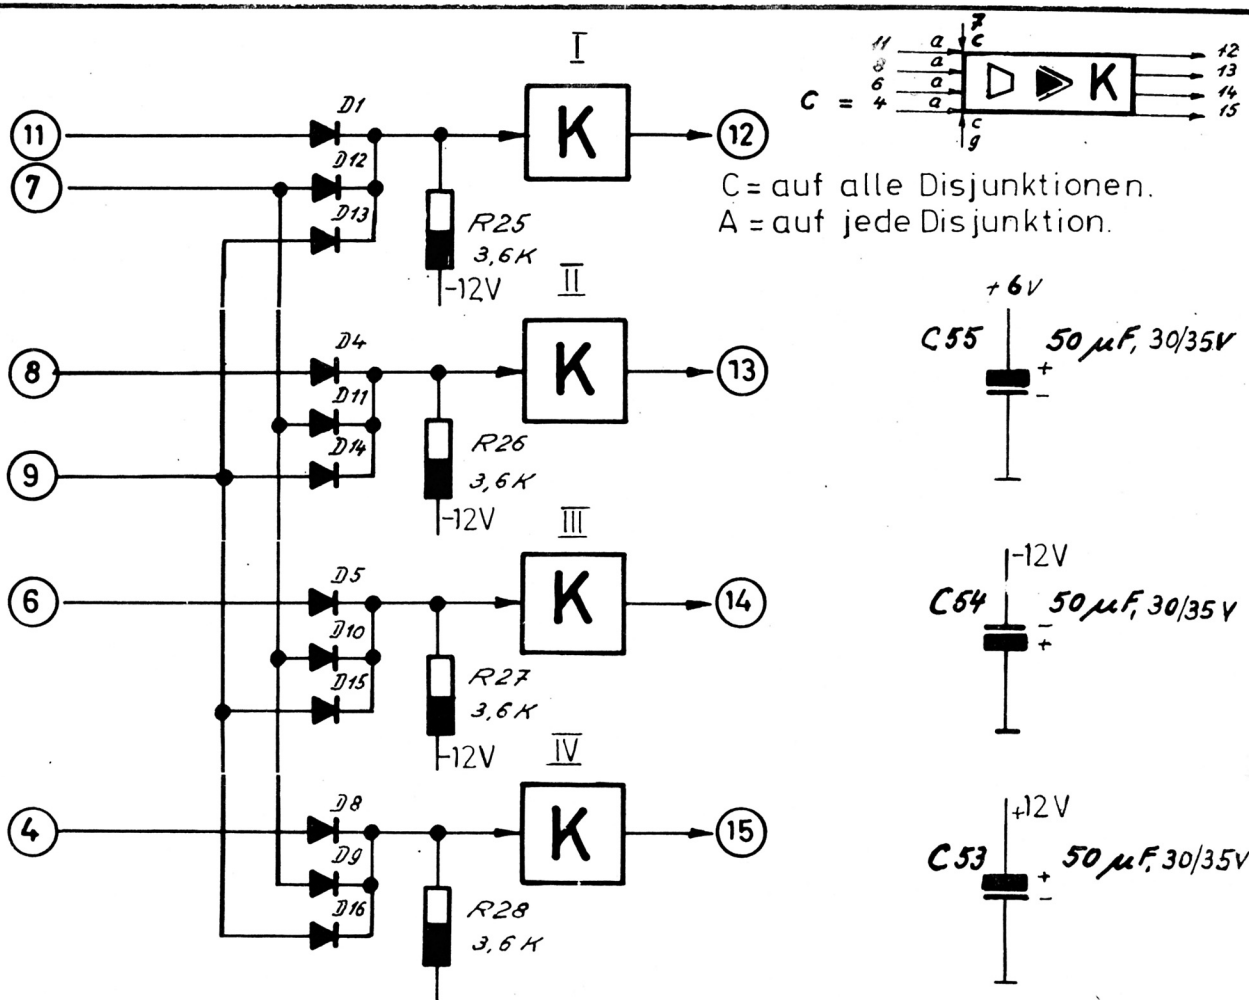 I
11 D1 K 12
7 D12
D13
R25
3,6K
-12V
II
8 D4 K 13
D11
D14
9
R26
3,6K
-12V
III
6 D5 K 14
D10
D15
R27
3,6K
-12V
IV
4 D8 K 15
D9
D16
R28
3,6K
7
c
11 a 12
8 a K 13
6 a 14
C = 4 a 15
c
9
C = auf alle Disjunktionen.
A = auf jede Disjunktion.
+6V
C55 50 µF, 30/35V
+
-
-12V
C54 50 µF, 30/35V
-
+
+12V
C53 50 µF, 30/35V
+
-